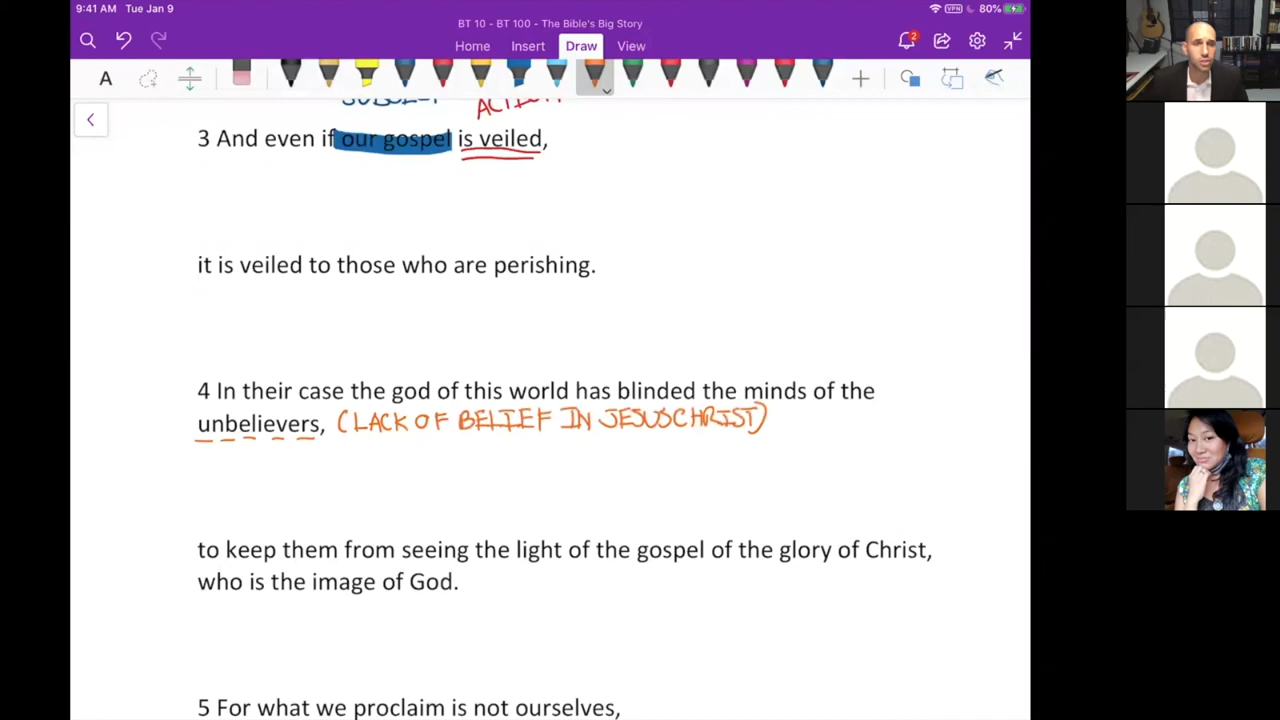 9:41 AM Tue Jan 9
80%
BT 10 - BT 100 - The Bible's Big Story
Home Insert Draw View
2
A
3 And even if our gospel is veiled,
it is veiled to those who are perishing.
4 In their case the god of this world has blinded the minds of the
unbelievers, (LACK OF BELIEF IN JESUS CHRIST)
to keep them from seeing the light of the gospel of the glory of Christ,
who is the image of God.
5 For what we proclaim is not ourselves,